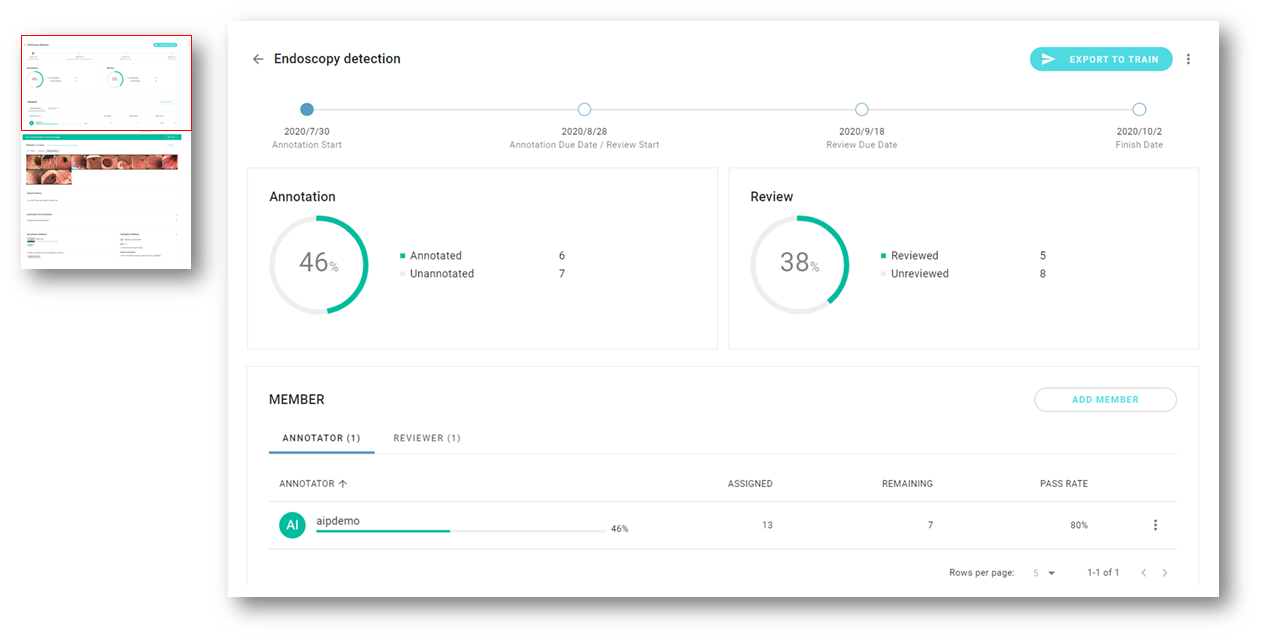 Endoscopy detection
EXPORT TO TRAIN
2020/7/30
Annotation Start
2020/8/28
Annotation Due Date / Review Start
2020/9/18
Review Due Date
2020/10/2
Finish Date
Annotation
46%
Annotated 6
Unannotated 7
Review
38%
Reviewed 5
Unreviewed 8
MEMBER
ADD MEMBER
ANNOTATOR (1) REVIEWER (1)
ANNOTATOR ASSIGNED REMAINING PASS RATE
AI aipdemo 46% 13 7 80%
Rows per page: 5 1-1 of 1